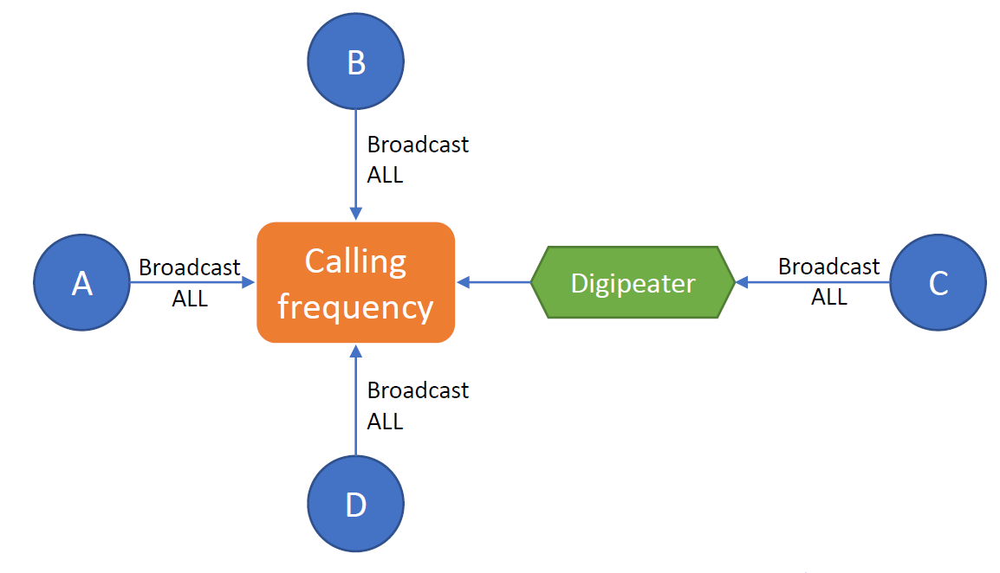 B
Broadcast
ALL
A
Broadcast
ALL
Calling
frequency
Digipeater
Broadcast
ALL
C
Broadcast
ALL
D